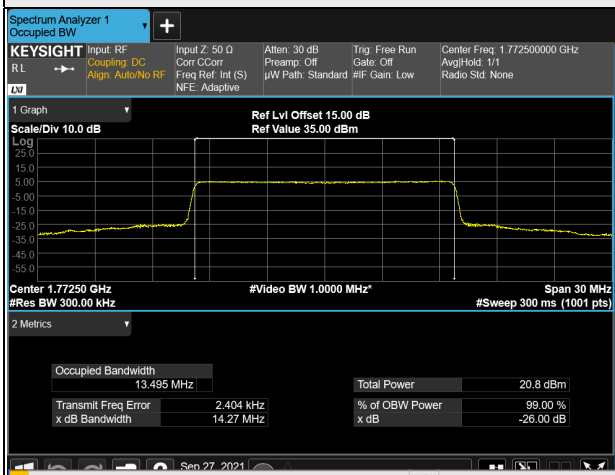 Spectrum Analyzer 1
Occupied BW
+
KEYSIGHT Input: RF Input Z: 50 Ω Atten: 30 dB Trig: Free Run Center Freq: 1.772500000 GHz
RL Coupling: DC Corr CCorr Preamp: Off Gate: Off Avg|Hold: 1/1
Align: Auto/No RF Freq Ref: Int (S) µW Path: Standard #IF Gain: Low Radio Std: None
LXI NFE: Adaptive
1 Graph
Ref Lvl Offset 15.00 dB
Scale/Div 10.0 dB Ref Value 35.00 dBm
Log
25.0
15.0
5.00
-5.00
-15.0
-25.0
-35.0
-45.0
-55.0
Center 1.77250 GHz #Video BW 1.0000 MHz* Span 30 MHz
#Res BW 300.00 kHz #Sweep 300 ms (1001 pts)
2 Metrics
Occupied Bandwidth
13.495 MHz Total Power 20.8 dBm
Transmit Freq Error 2.404 kHz % of OBW Power 99.00 %
x dB Bandwidth 14.27 MHz x dB -26.00 dB
Sep 27, 2021